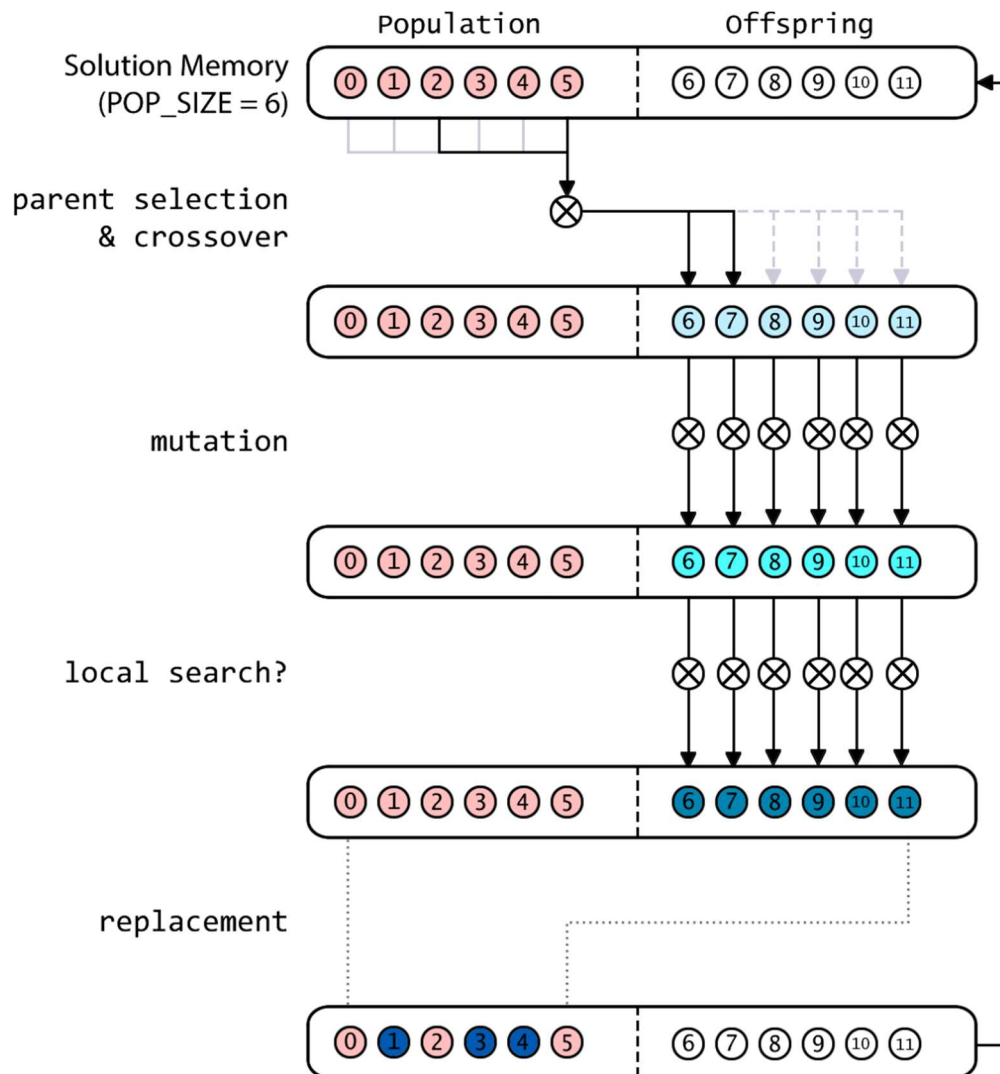 Population Offspring
Solution Memory
(POP_SIZE = 6)
0 1 2 3 4 5 6 7 8 9 10 11
parent selection
& crossover
0 1 2 3 4 5 6 7 8 9 10 11
mutation
0 1 2 3 4 5 6 7 8 9 10 11
local search?
0 1 2 3 4 5 6 7 8 9 10 11
replacement
0 1 2 3 4 5 6 7 8 9 10 11